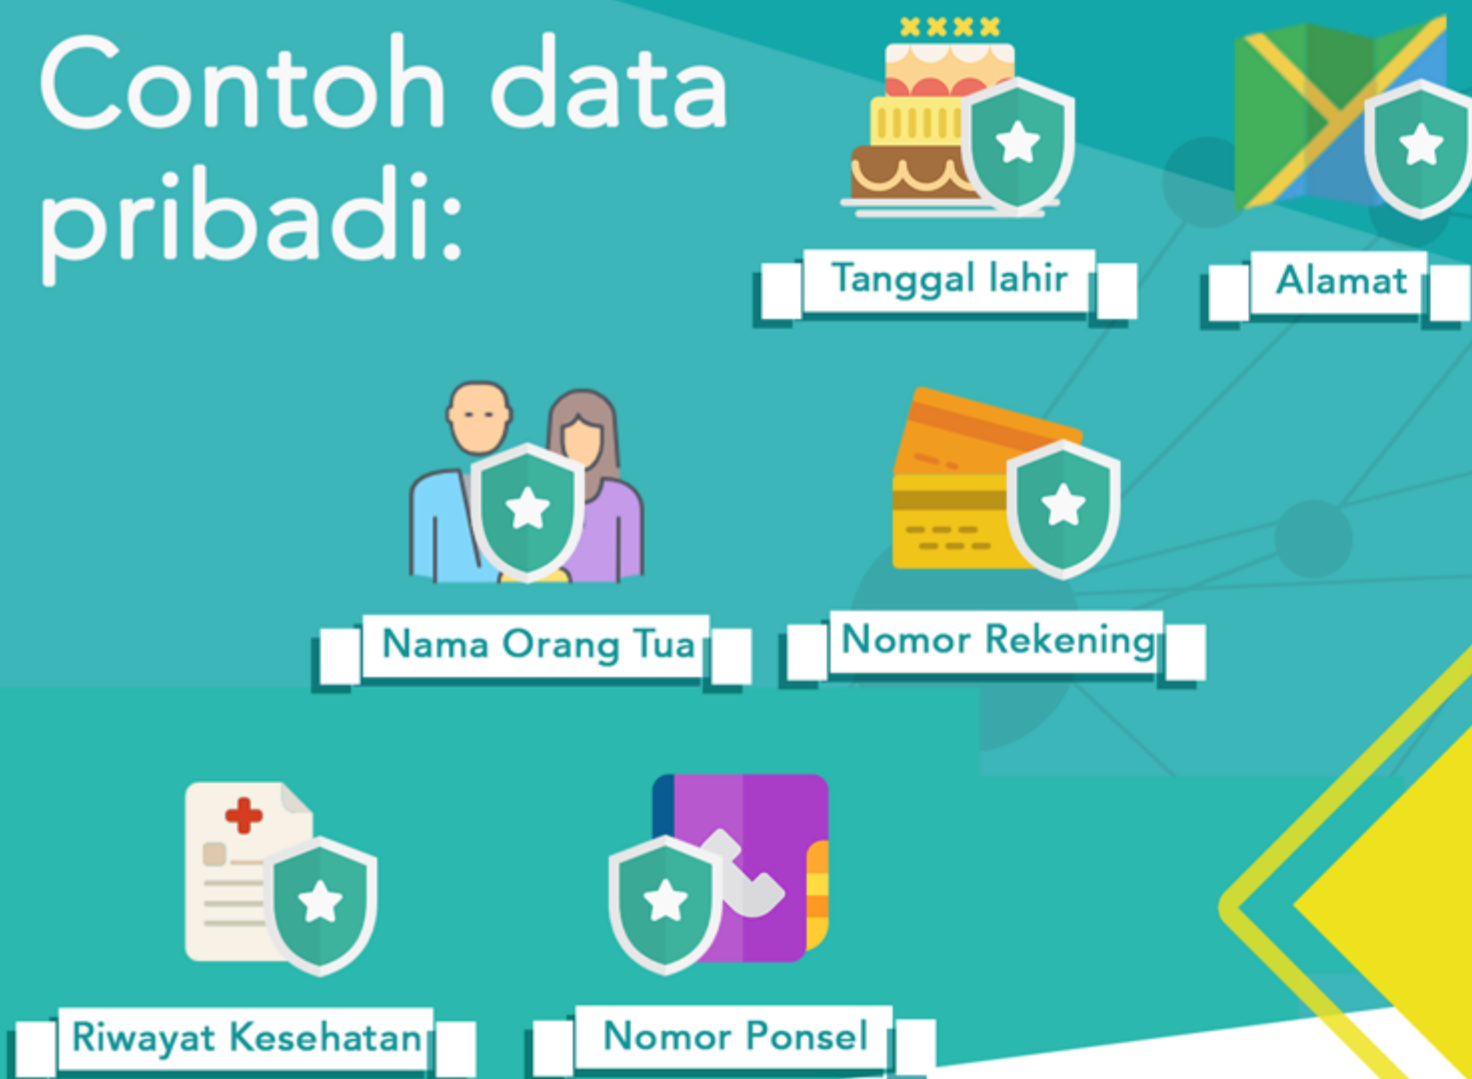 Contoh data
pribadi:
Tanggal lahir
Alamat
Nama Orang Tua
Nomor Rekening
Riwayat Kesehatan
Nomor Ponsel